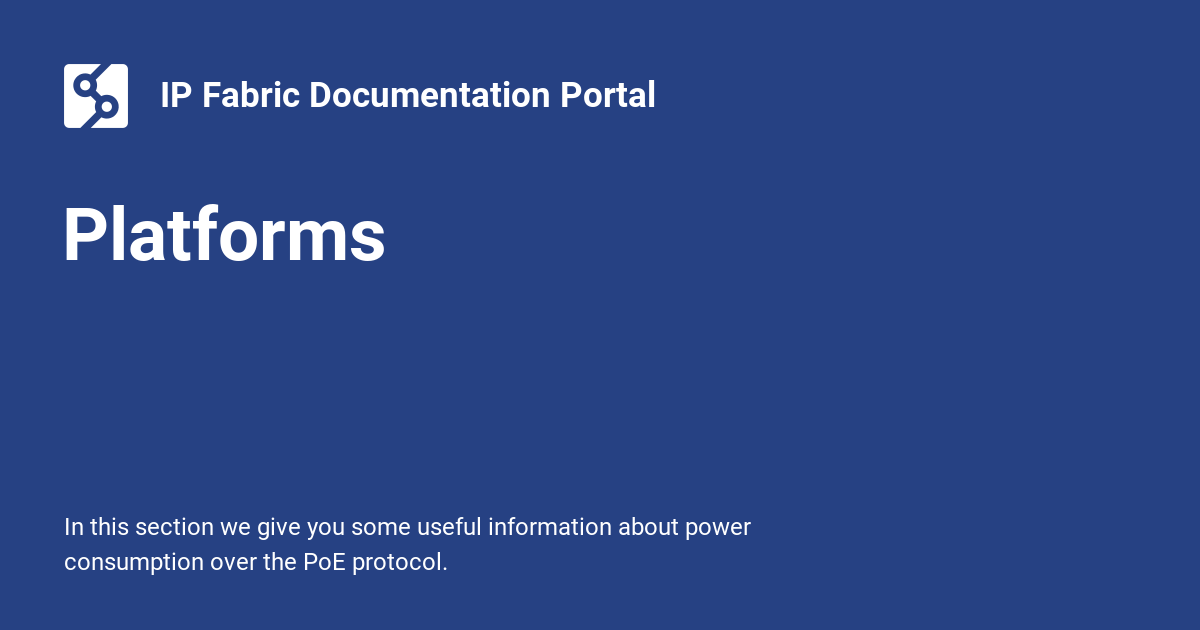 IP Fabric Documentation Portal
Platforms
In this section we give you some useful information about power
consumption over the PoE protocol.